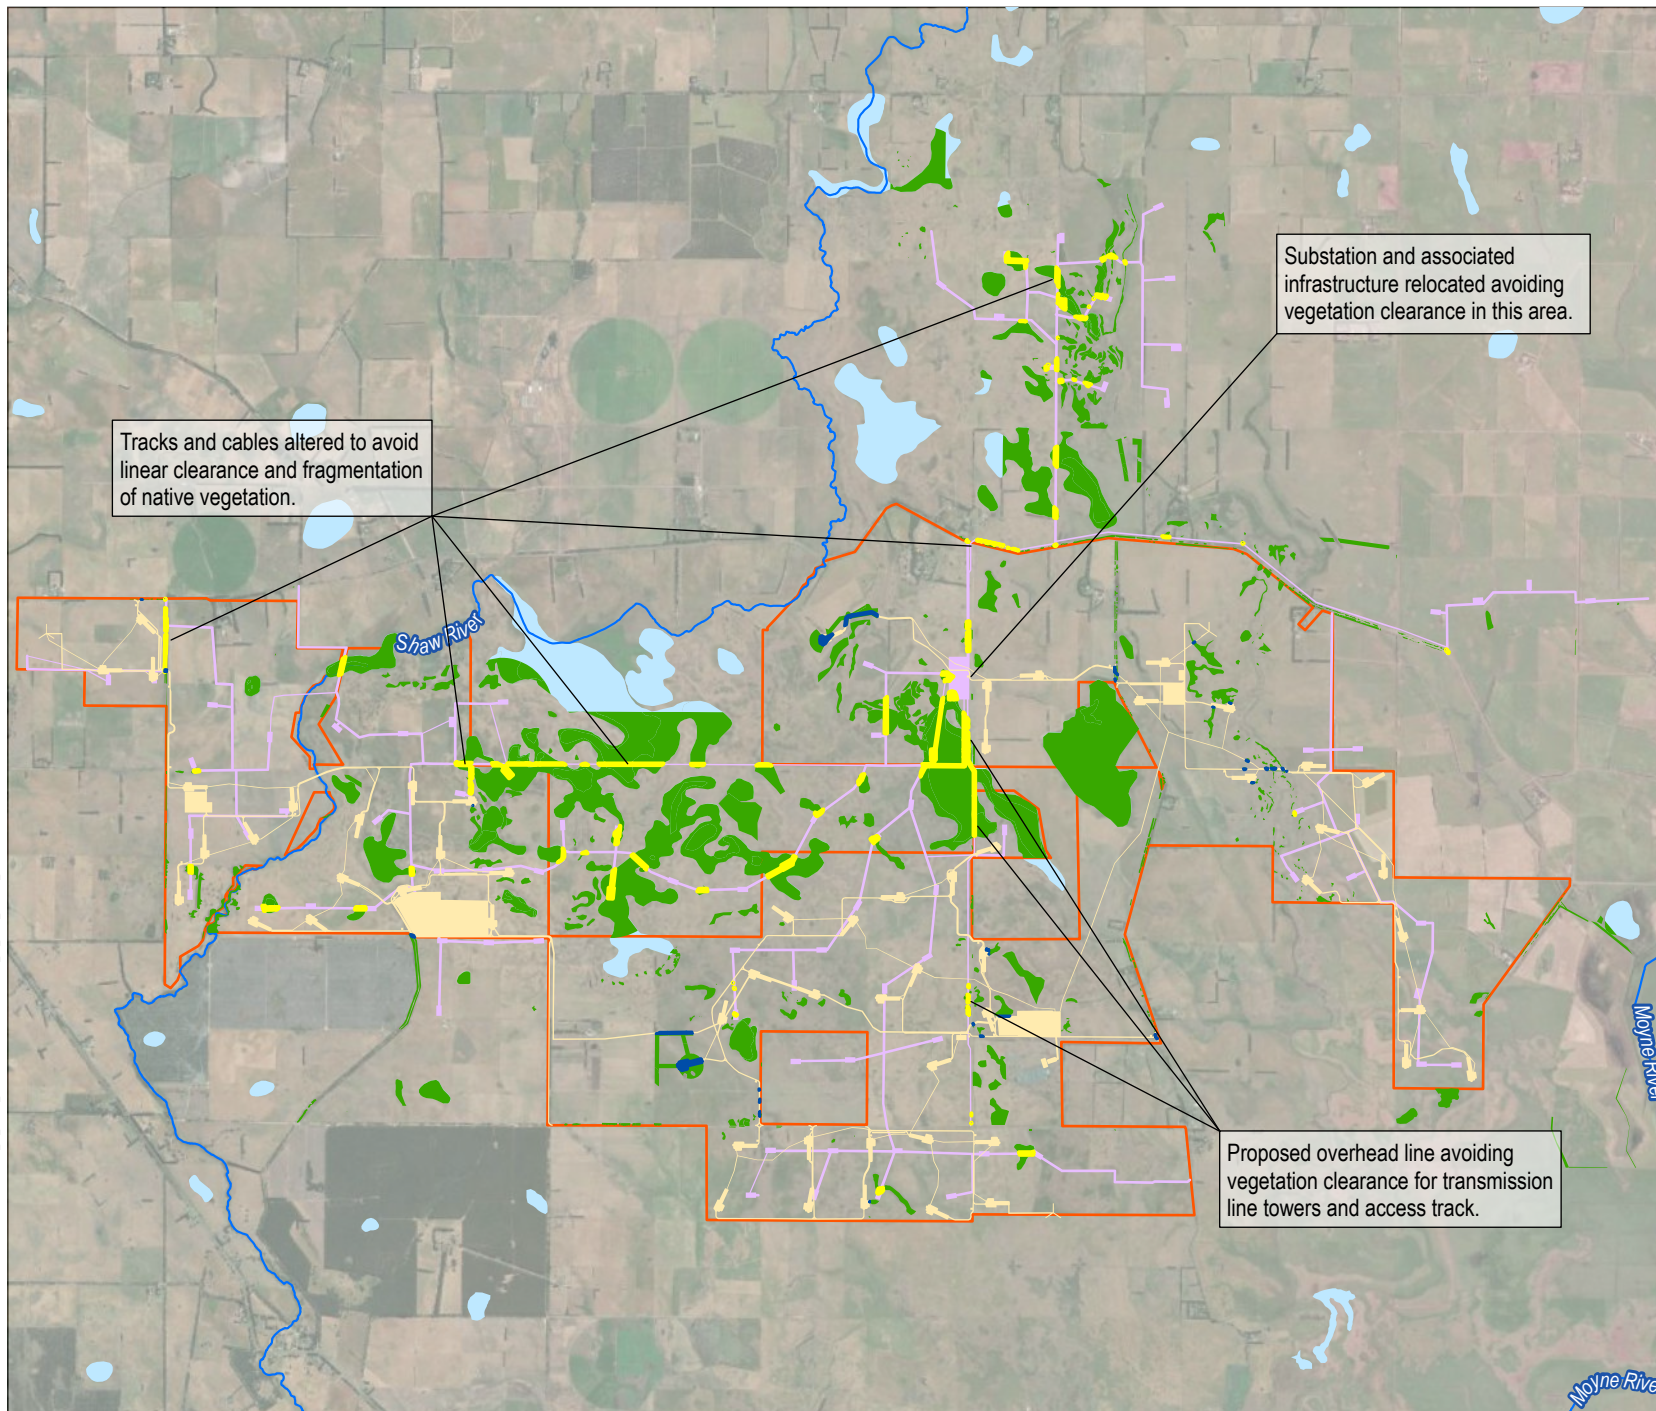 Substation and associated
infrastructure relocated avoiding
vegetation clearance in this area.
Tracks and cables altered to avoid
linear clearance and fragmentation
of native vegetation.
Shaw River
Moyne River
Proposed overhead line avoiding
vegetation clearance for transmission
line towers and access track.
Moyne Rive